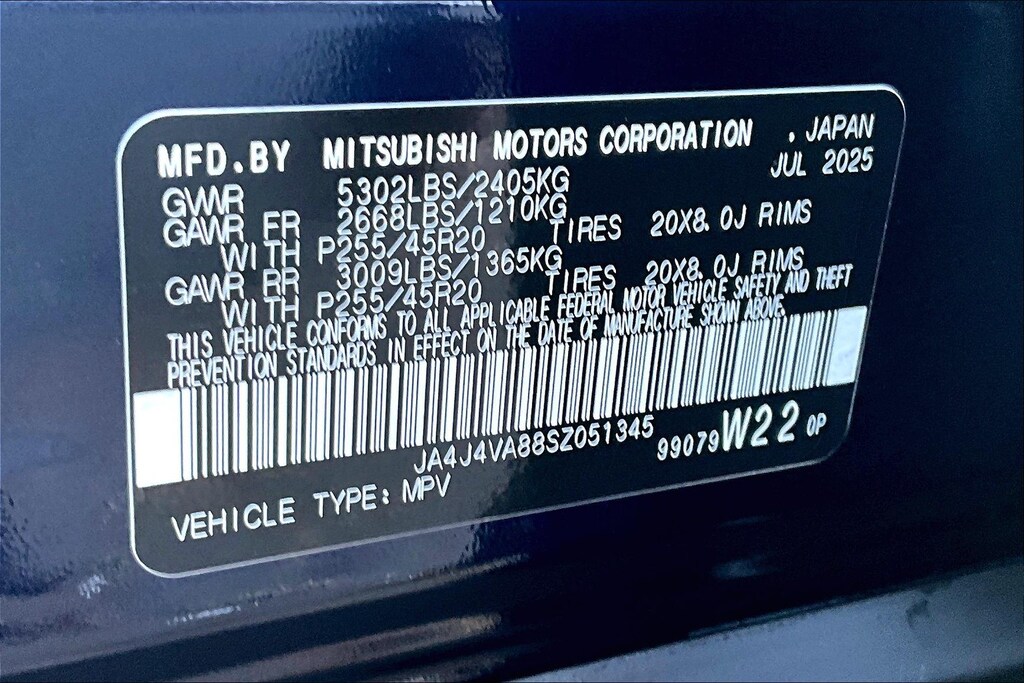 MFD.BY MITSUBISHI MOTORS CORPORATION , JAPAN
JUL 2025
GWR 5302LBS/2405KG
GAWR FR 2668LBS/1210KG
WITH P255/45R20 TIRES 20X8.0J RIMS
GAWR RR 3009LBS/1365KG
WITH P255/45R20 TIRES 20X8.0J RIMS
THIS VEHICLE CONFORMS TO ALL APPLICABLE FEDERAL MOTOR VEHICLE SAFETY AND THEFT
PREVENTION STANDARDS IN EFFECT ON THE DATE OF MANUFACTURE SHOWN ABOVE.
JA4J4VA88SZ051345 99079W22 0P
VEHICLE TYPE: MPV